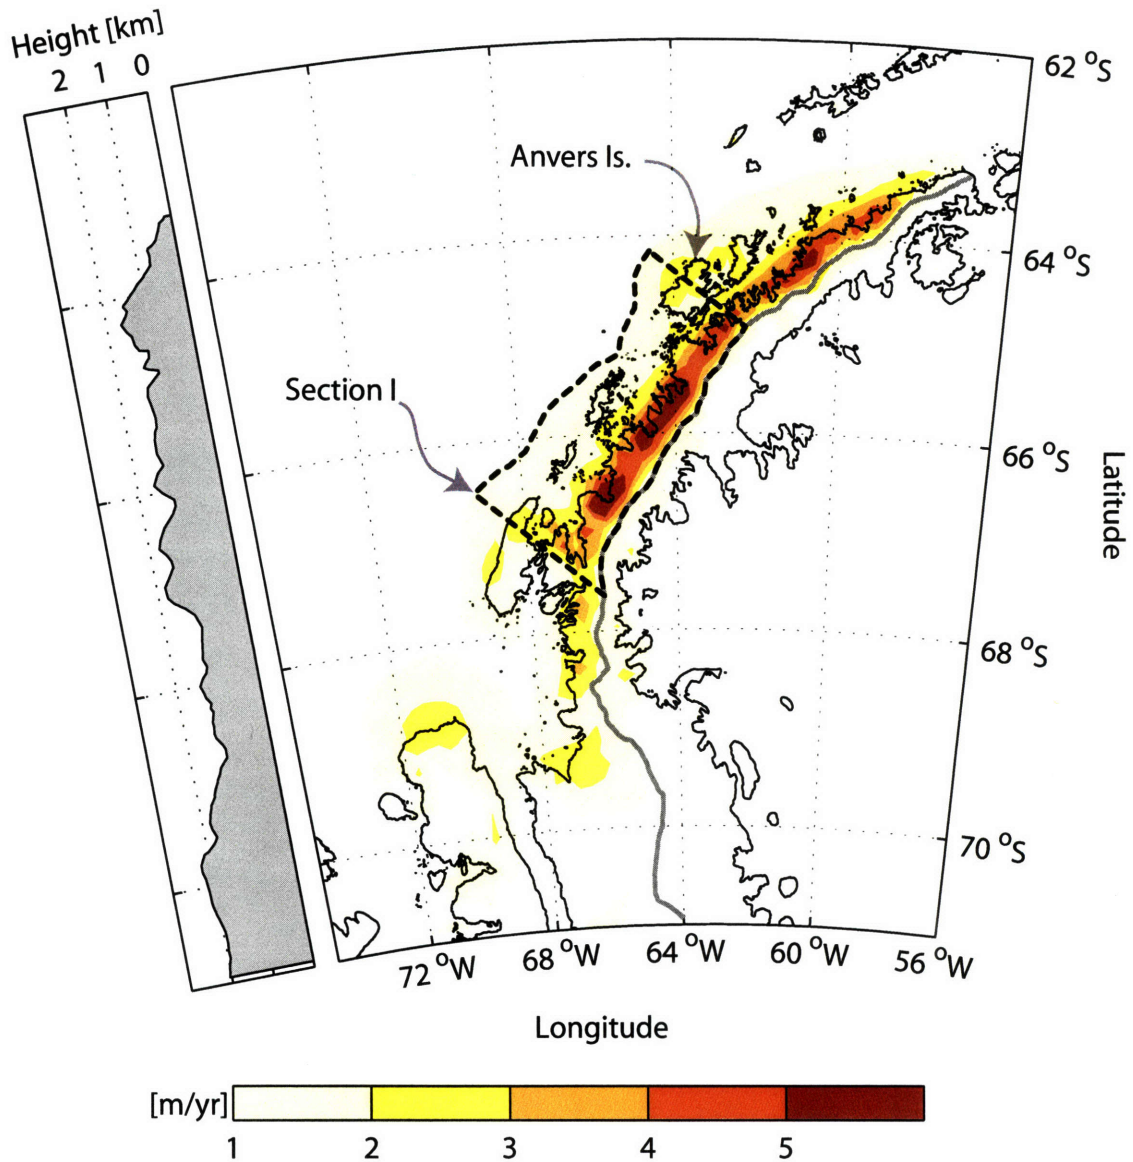 Height [km]
2 1 0
62 °S
Anvers Is.
64 °S
Section I
66 °S
Latitude
68 °S
70 °S
72 °W 68 °W 64 °W 60 °W 56 °W
Longitude
[m/yr]
1 2 3 4 5